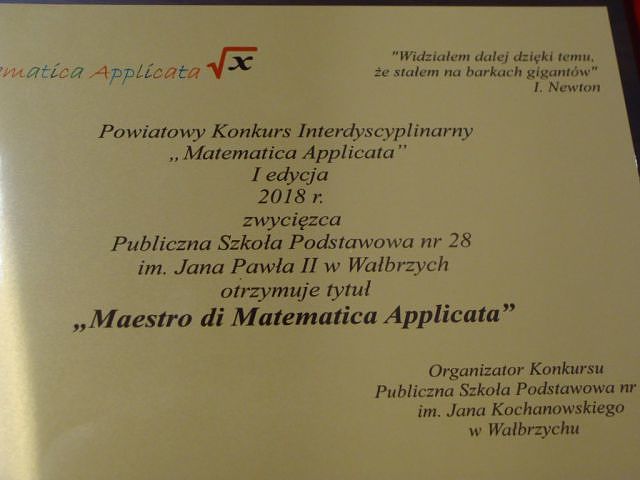 ematica Applicata √x
"Widziałem dalej dzięki temu,
że stałem na barkach gigantów"
I. Newton
Powiatowy Konkurs Interdyscyplinarny
„Matematica Applicata”
I edycja
2018 r.
zwycięzca
Publiczna Szkoła Podstawowa nr 28
im. Jana Pawła II w Wałbrzych
otrzymuje tytuł
„Maestro di Matematica Applicata”
Organizator Konkursu
Publiczna Szkoła Podstawowa nr
im. Jana Kochanowskiego
w Wałbrzychu